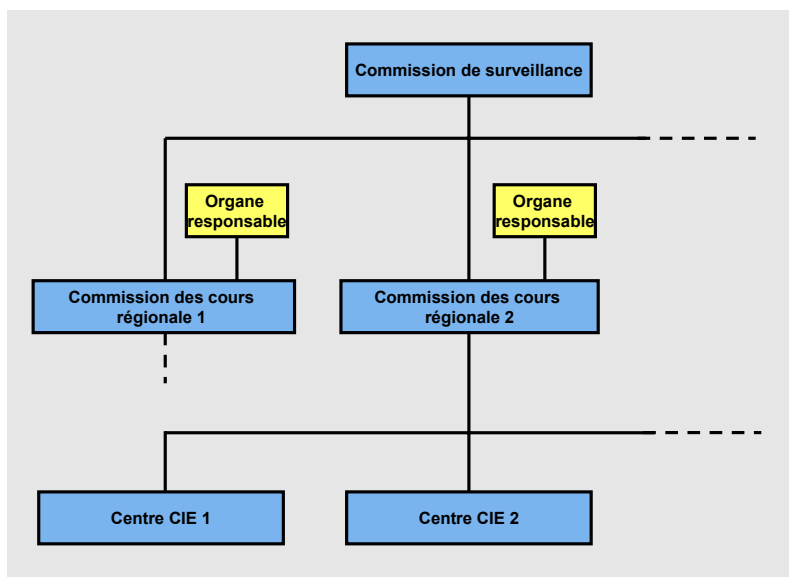 Commission de surveillance
Organe
responsable
Organe
responsable
Commission des cours
régionale 1
Commission des cours
régionale 2
Centre CIE 1
Centre CIE 2